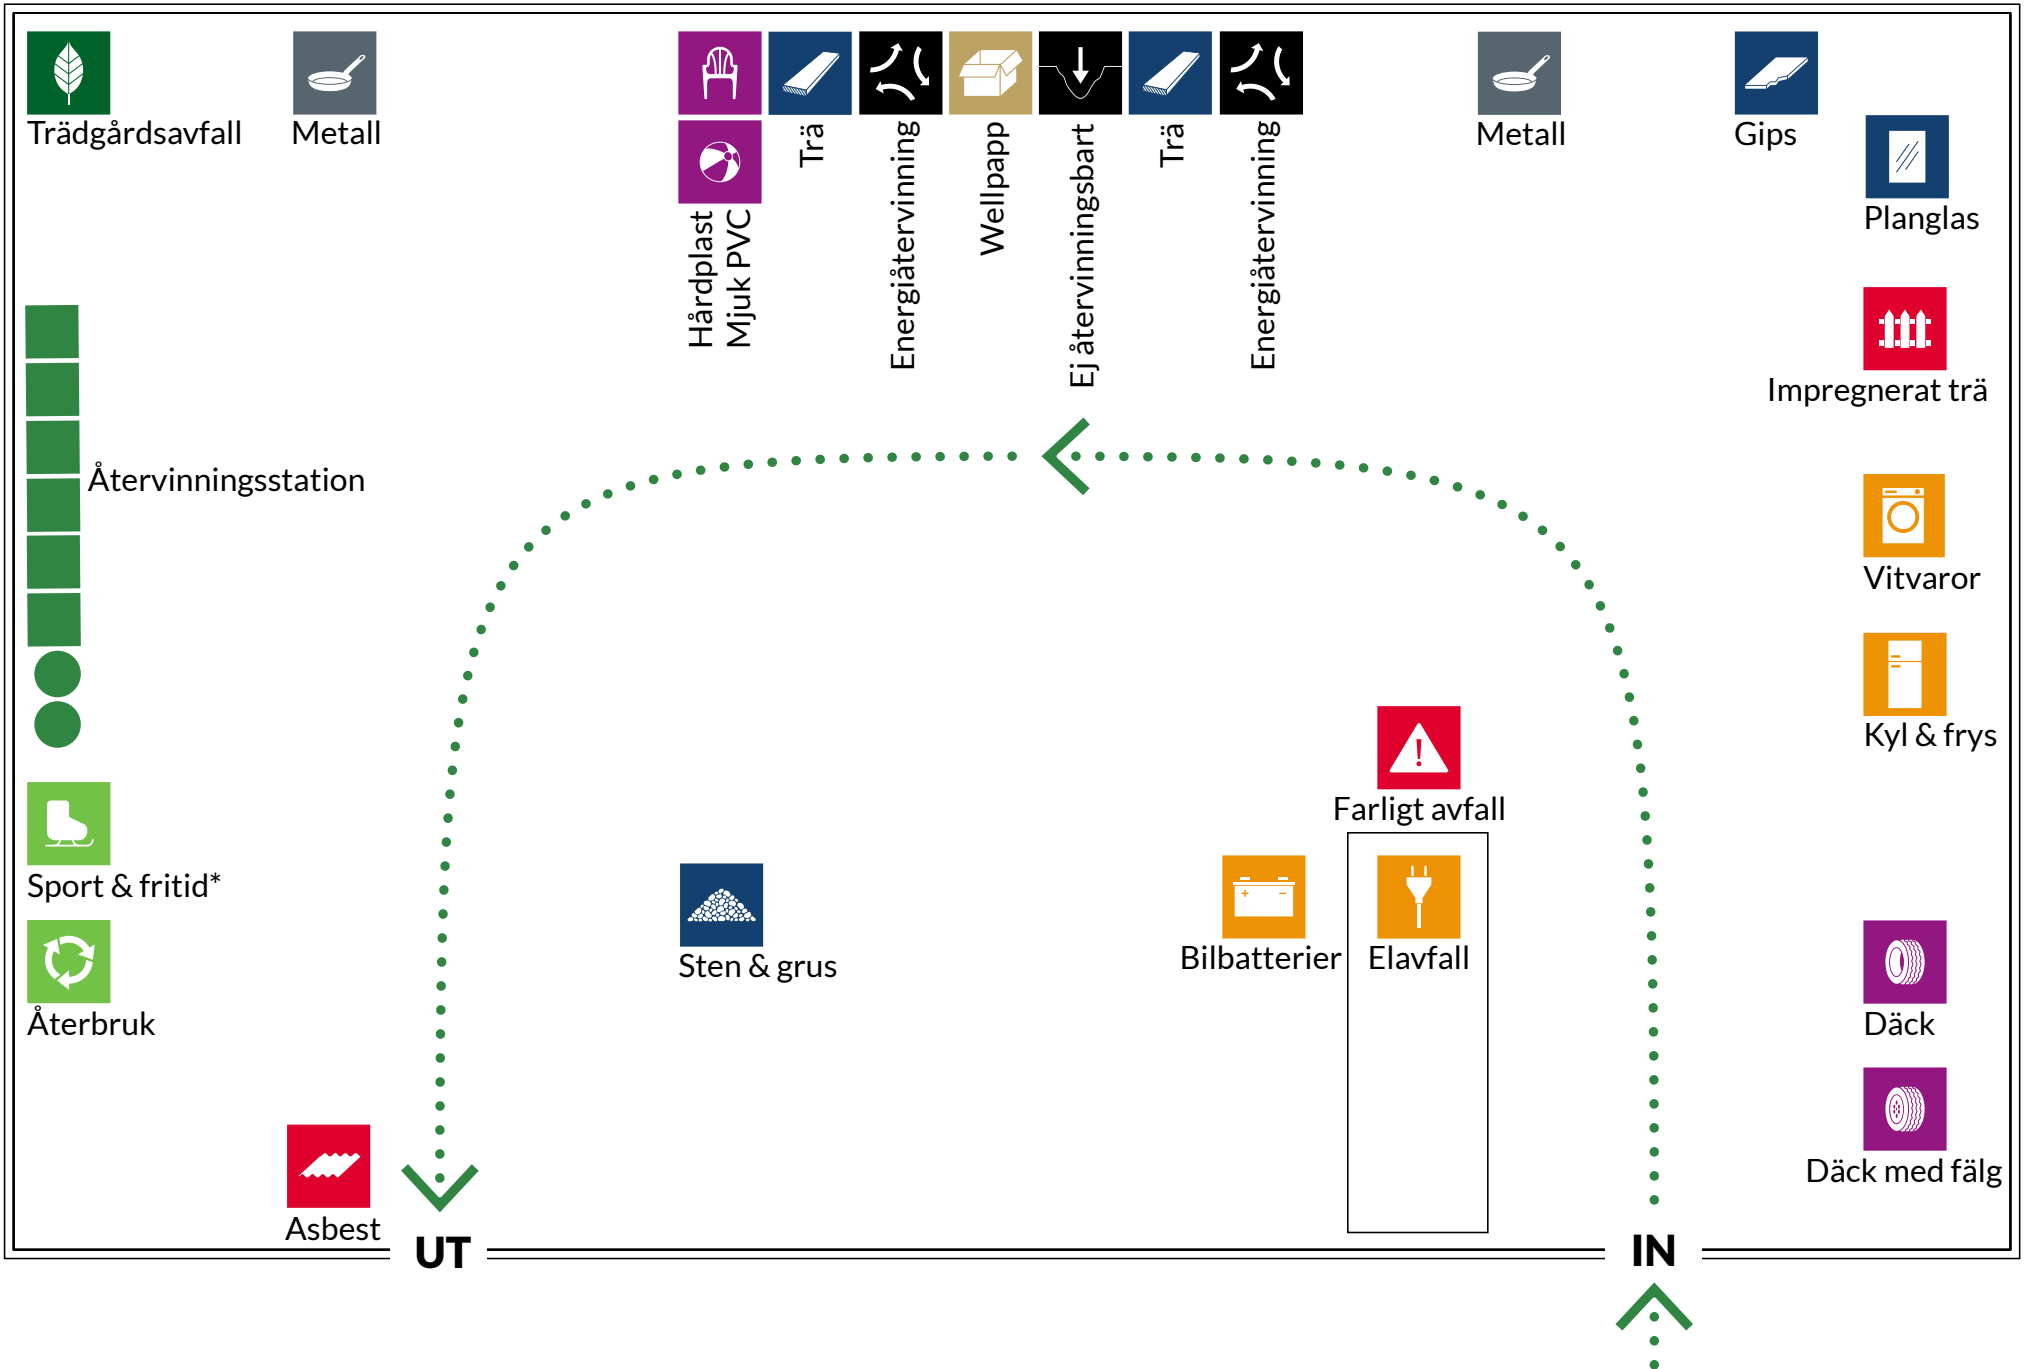 Trädgårdsavfall
Metall
Hårdplast
Mjuk PVC
Trä
Energiåtervinning
Wellpapp
Ej återvinningsbart
Trä
Energiåtervinning
Metall
Gips
Planglas
Impregnerat trä
Återvinningsstation
Vitvaror
Kyl & frys
Farligt avfall
Sport & fritid*
Sten & grus
Bilbatterier
Elavfall
Återbruk
Däck
Däck med fälg
Asbest
UT
IN